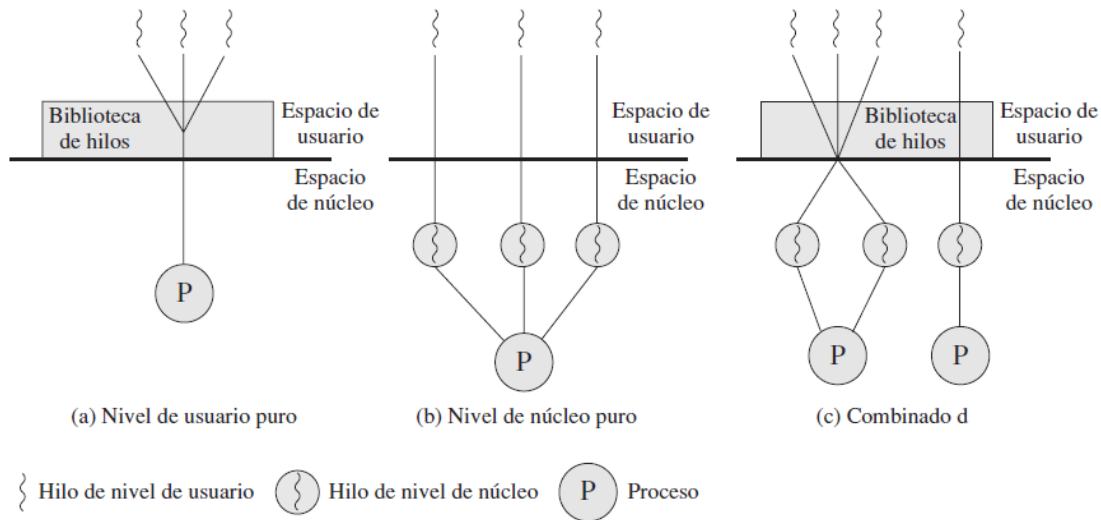 Biblioteca
de hilos
Espacio de
usuario
Espacio
de núcleo
P
(a) Nivel de usuario puro
Espacio de
usuario
Espacio
de núcleo
P
(b) Nivel de núcleo puro
Biblioteca
de hilos
Espacio de
usuario
Espacio
de núcleo
P
P
(c) Combinado d
Hilo de nivel de usuario
Hilo de nivel de núcleo
P
Proceso